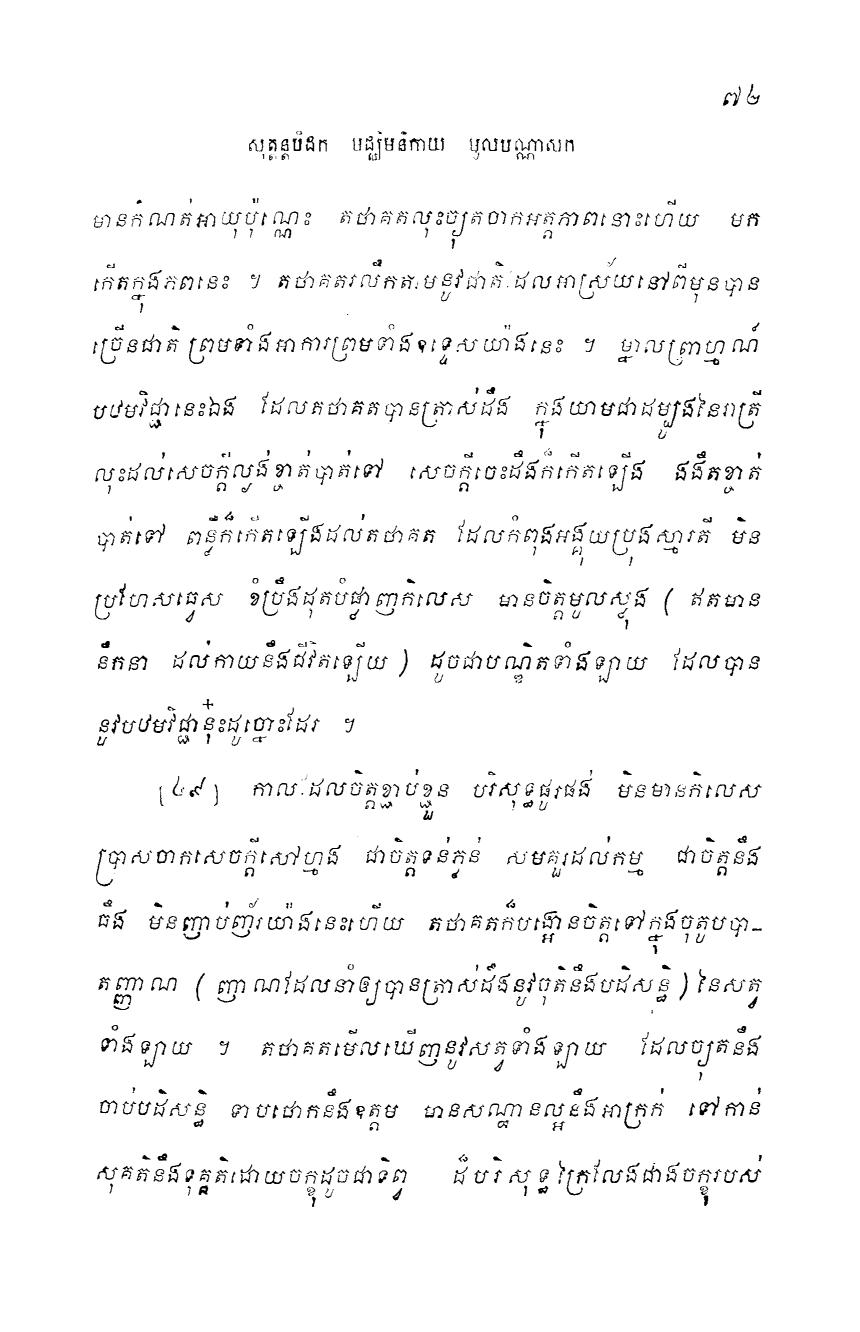 ៧៤
សុត្តន្តបិដក មជ្ឈិមនិកាយ មូលបណ្ណាសក
មានកំណត់អាយុប៉ុណ្ណេះ តថាគតលុះច្យុតចាកអត្តភាពនោះហើយ មក
កើតក្នុងភពនេះ ។ តថាគតរលឹកតាមនូវជាតិដែលអាស្រ័យនៅពីមុនបាន
ច្រើនជាតិ ព្រមទាំងអាការព្រមទាំងឧទ្ទេសយ៉ាងនេះ ។ ម្នាលព្រាហ្មណ៍
បឋមវិជ្ជានេះឯង ដែលតថាគតបានត្រាស់ដឹង ក្នុងយាមជាដម្បូងនៃរាត្រី
លុះដល់សេចក្តីល្ងង់ខ្ចាត់បាត់ទៅ សេចក្តីចេះដឹងក៏កើតឡើង ងងឹតខ្ចាត់
បាត់ទៅ ពន្លឺក៏កើតឡើងដល់តថាគត ដែលកំពុងអង្គុយប្រុងស្មារតី មិន
ប្រហែសធ្វេស ខំប្រឹងដុតបំផ្លាញកិលេស មានចិត្តមូលស្លុង ( ឥតមាន
នឹកនា ដល់កាយនឹងជីវិតឡើយ ) ដូចជាបណ្ឌិតទាំងឡាយ ដែលបាន
នូវបឋមវិជ្ជានុ៎ះដូច្នោះដែរ ។
[៤៩] កាលដែលចិត្តខ្ជាប់ខ្ជួន បរិសុទ្ធផូរផង់ មិនមានកិលេស
ប្រាសចាកសេចក្តីសៅហ្មង ជាចិត្តទន់ភ្លន់ សមគួរដល់កម្ម ជាចិត្តនឹង
ធឹង មិនញាប់ញ័រយ៉ាងនេះហើយ តថាគតក៏បង្អោនចិត្តទៅក្នុងចុតូបបា-
តញ្ញាណ ( ញាណដែលនាំឲ្យបានត្រាស់ដឹងនូវចុតិនឹងបដិសន្ធិ ) នៃសត្វ
ទាំងឡាយ ។ តថាគតមើលឃើញនូវសត្វទាំងឡាយ ដែលច្យុតនឹង
ចាប់បដិសន្ធិ ទាបថោកនឹងឧត្តម មានសណ្ឋានល្អនឹងអាក្រក់ ទៅកាន់
សុគតិនឹងទុគ្គតិដោយចក្ខុដូចជាទិព្វ ដ៏បរិសុទ្ធក្រៃលែងជាងចក្ខុរបស់